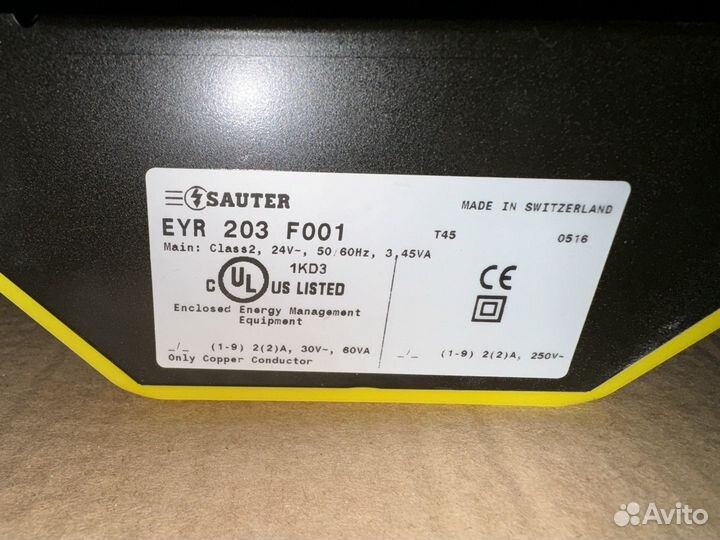 SAUTER
MADE IN SWITZERLAND
EYR 203 F001
T45
0516
Main: Class2, 24V~, 50/60Hz, 3,45VA
1KD3
C UL US LISTED
CE
Enclosed Energy Management
Equipment
_/_ (1-9) 2(2)A, 30V~, 60VA
_/_ (1-9) 2(2)A, 250V~
Only Copper Conductor
Avito